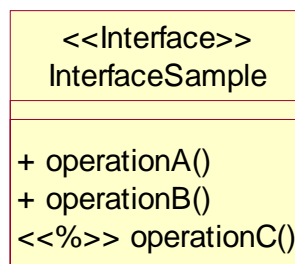 <<Interface>>
InterfaceSample
+ operationA()
+ operationB()
<<%>> operationC()